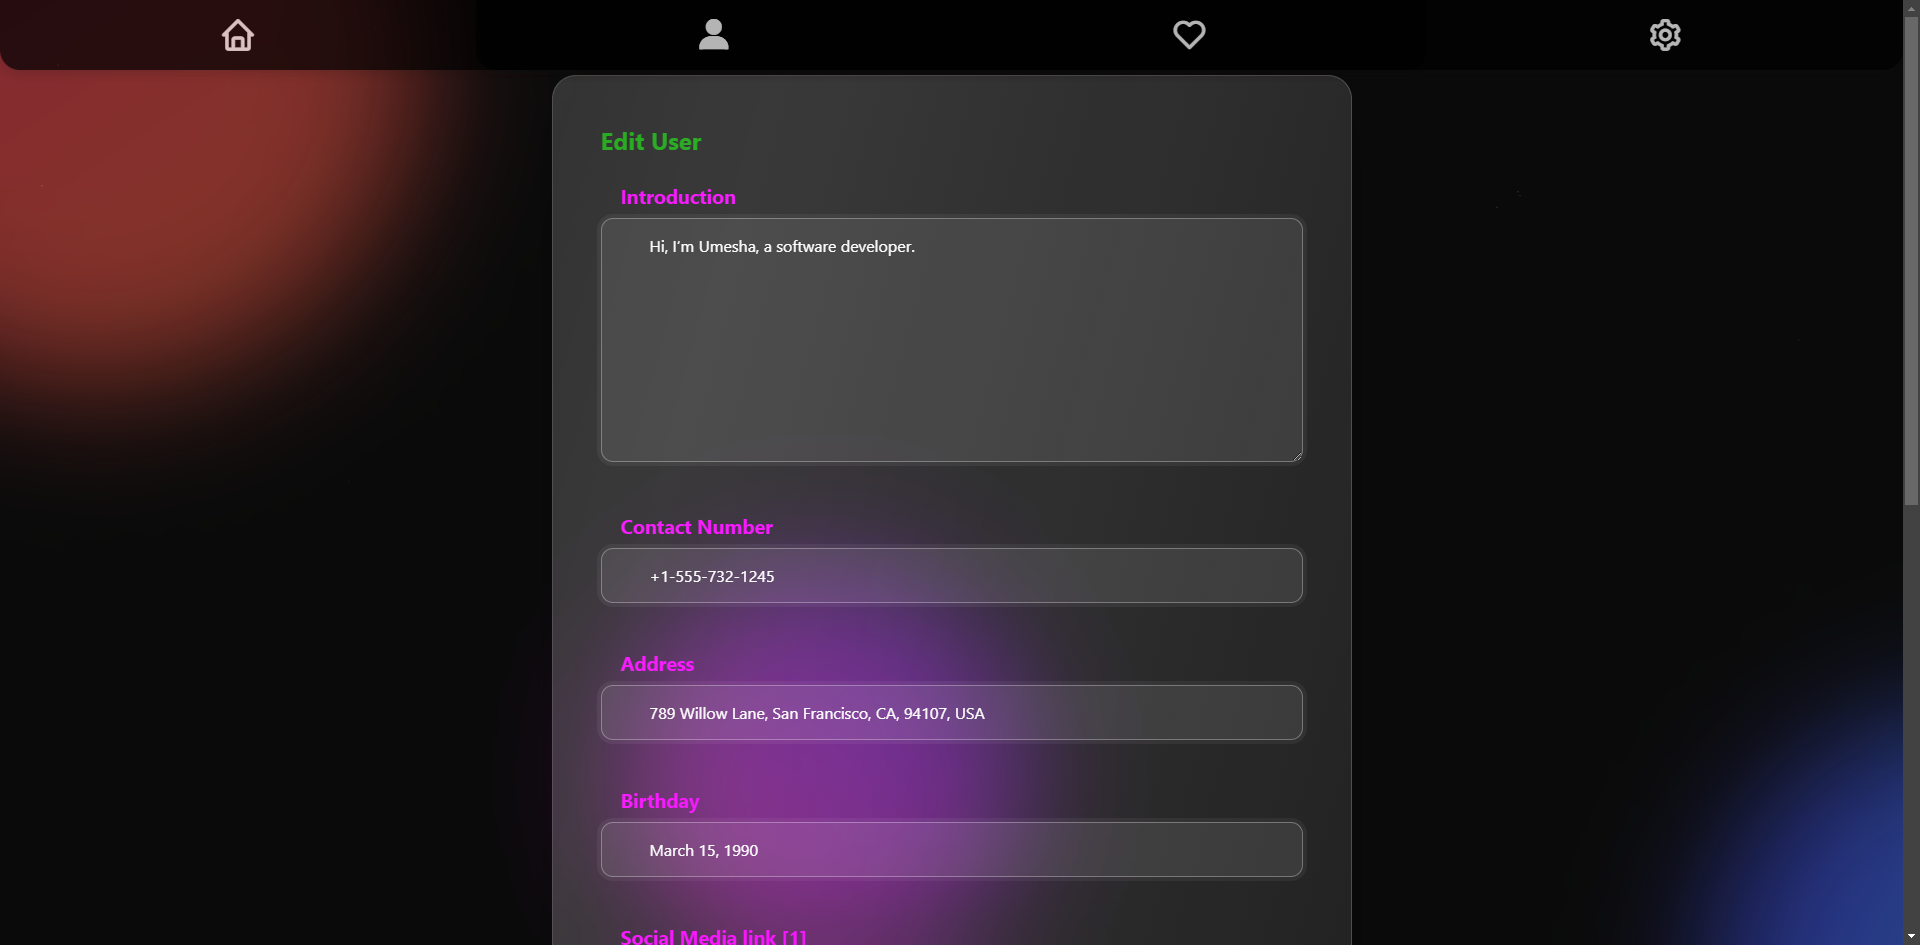 Edit User
Introduction
Hi, I’m Umesha, a software developer.
Contact Number
+1-555-732-1245
Address
789 Willow Lane, San Francisco, CA, 94107, USA
Birthday
March 15, 1990
Social Media link [1]